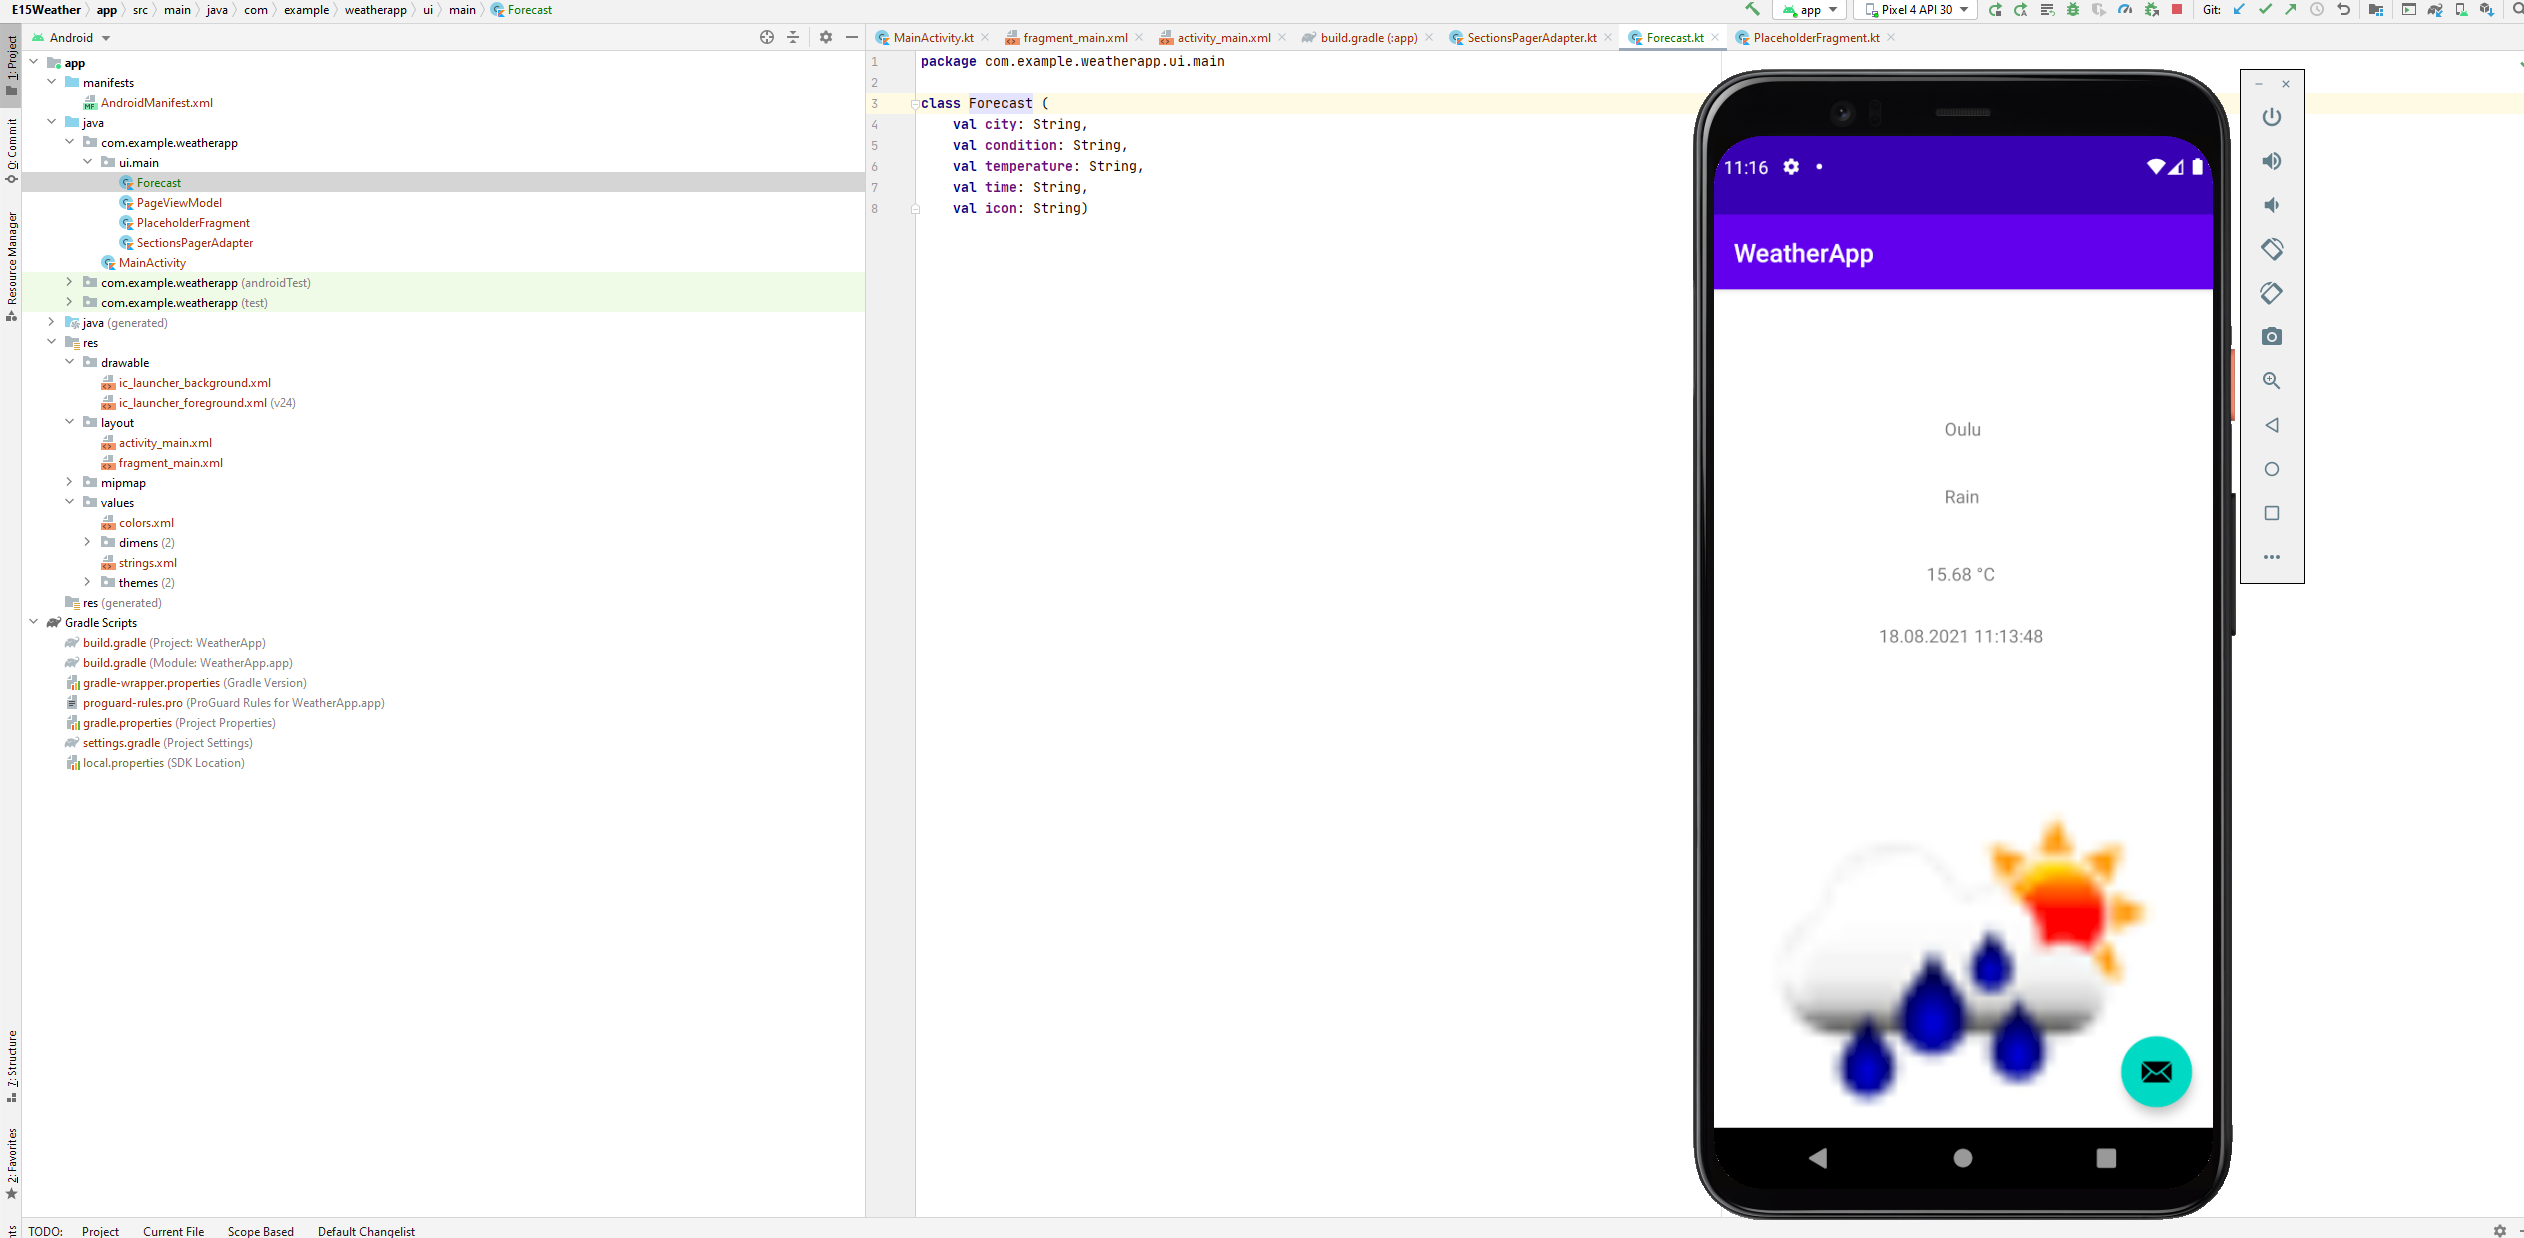 E15Weather app src main java com example weatherapp ui main Forecast
app Pixel 4 API 30 Git:
Android
MainActivity.kt fragment_main.xml activity_main.xml build.gradle (:app) SectionsPagerAdapter.kt Forecast.kt PlaceholderFragment.kt
1: Project
0: Commit
Resource Manager
7: Structure
2: Favorites
app
manifests
AndroidManifest.xml
java
com.example.weatherapp
ui.main
Forecast
PageViewModel
PlaceholderFragment
SectionsPagerAdapter
MainActivity
com.example.weatherapp (androidTest)
com.example.weatherapp (test)
java (generated)
res
drawable
ic_launcher_background.xml
ic_launcher_foreground.xml (v24)
layout
activity_main.xml
fragment_main.xml
mipmap
values
colors.xml
dimens (2)
strings.xml
themes (2)
res (generated)
Gradle Scripts
build.gradle (Project: WeatherApp)
build.gradle (Module: WeatherApp.app)
gradle-wrapper.properties (Gradle Version)
proguard-rules.pro (ProGuard Rules for WeatherApp.app)
gradle.properties (Project Properties)
settings.gradle (Project Settings)
local.properties (SDK Location)
1 package com.example.weatherapp.ui.main
2
3 class Forecast (
4 val city: String,
5 val condition: String,
6 val temperature: String,
7 val time: String,
8 val icon: String)
11:16
WeatherApp
Oulu
Rain
15.68 °C
18.08.2021 11:13:48
TODO: Project Current File Scope Based Default Changelist